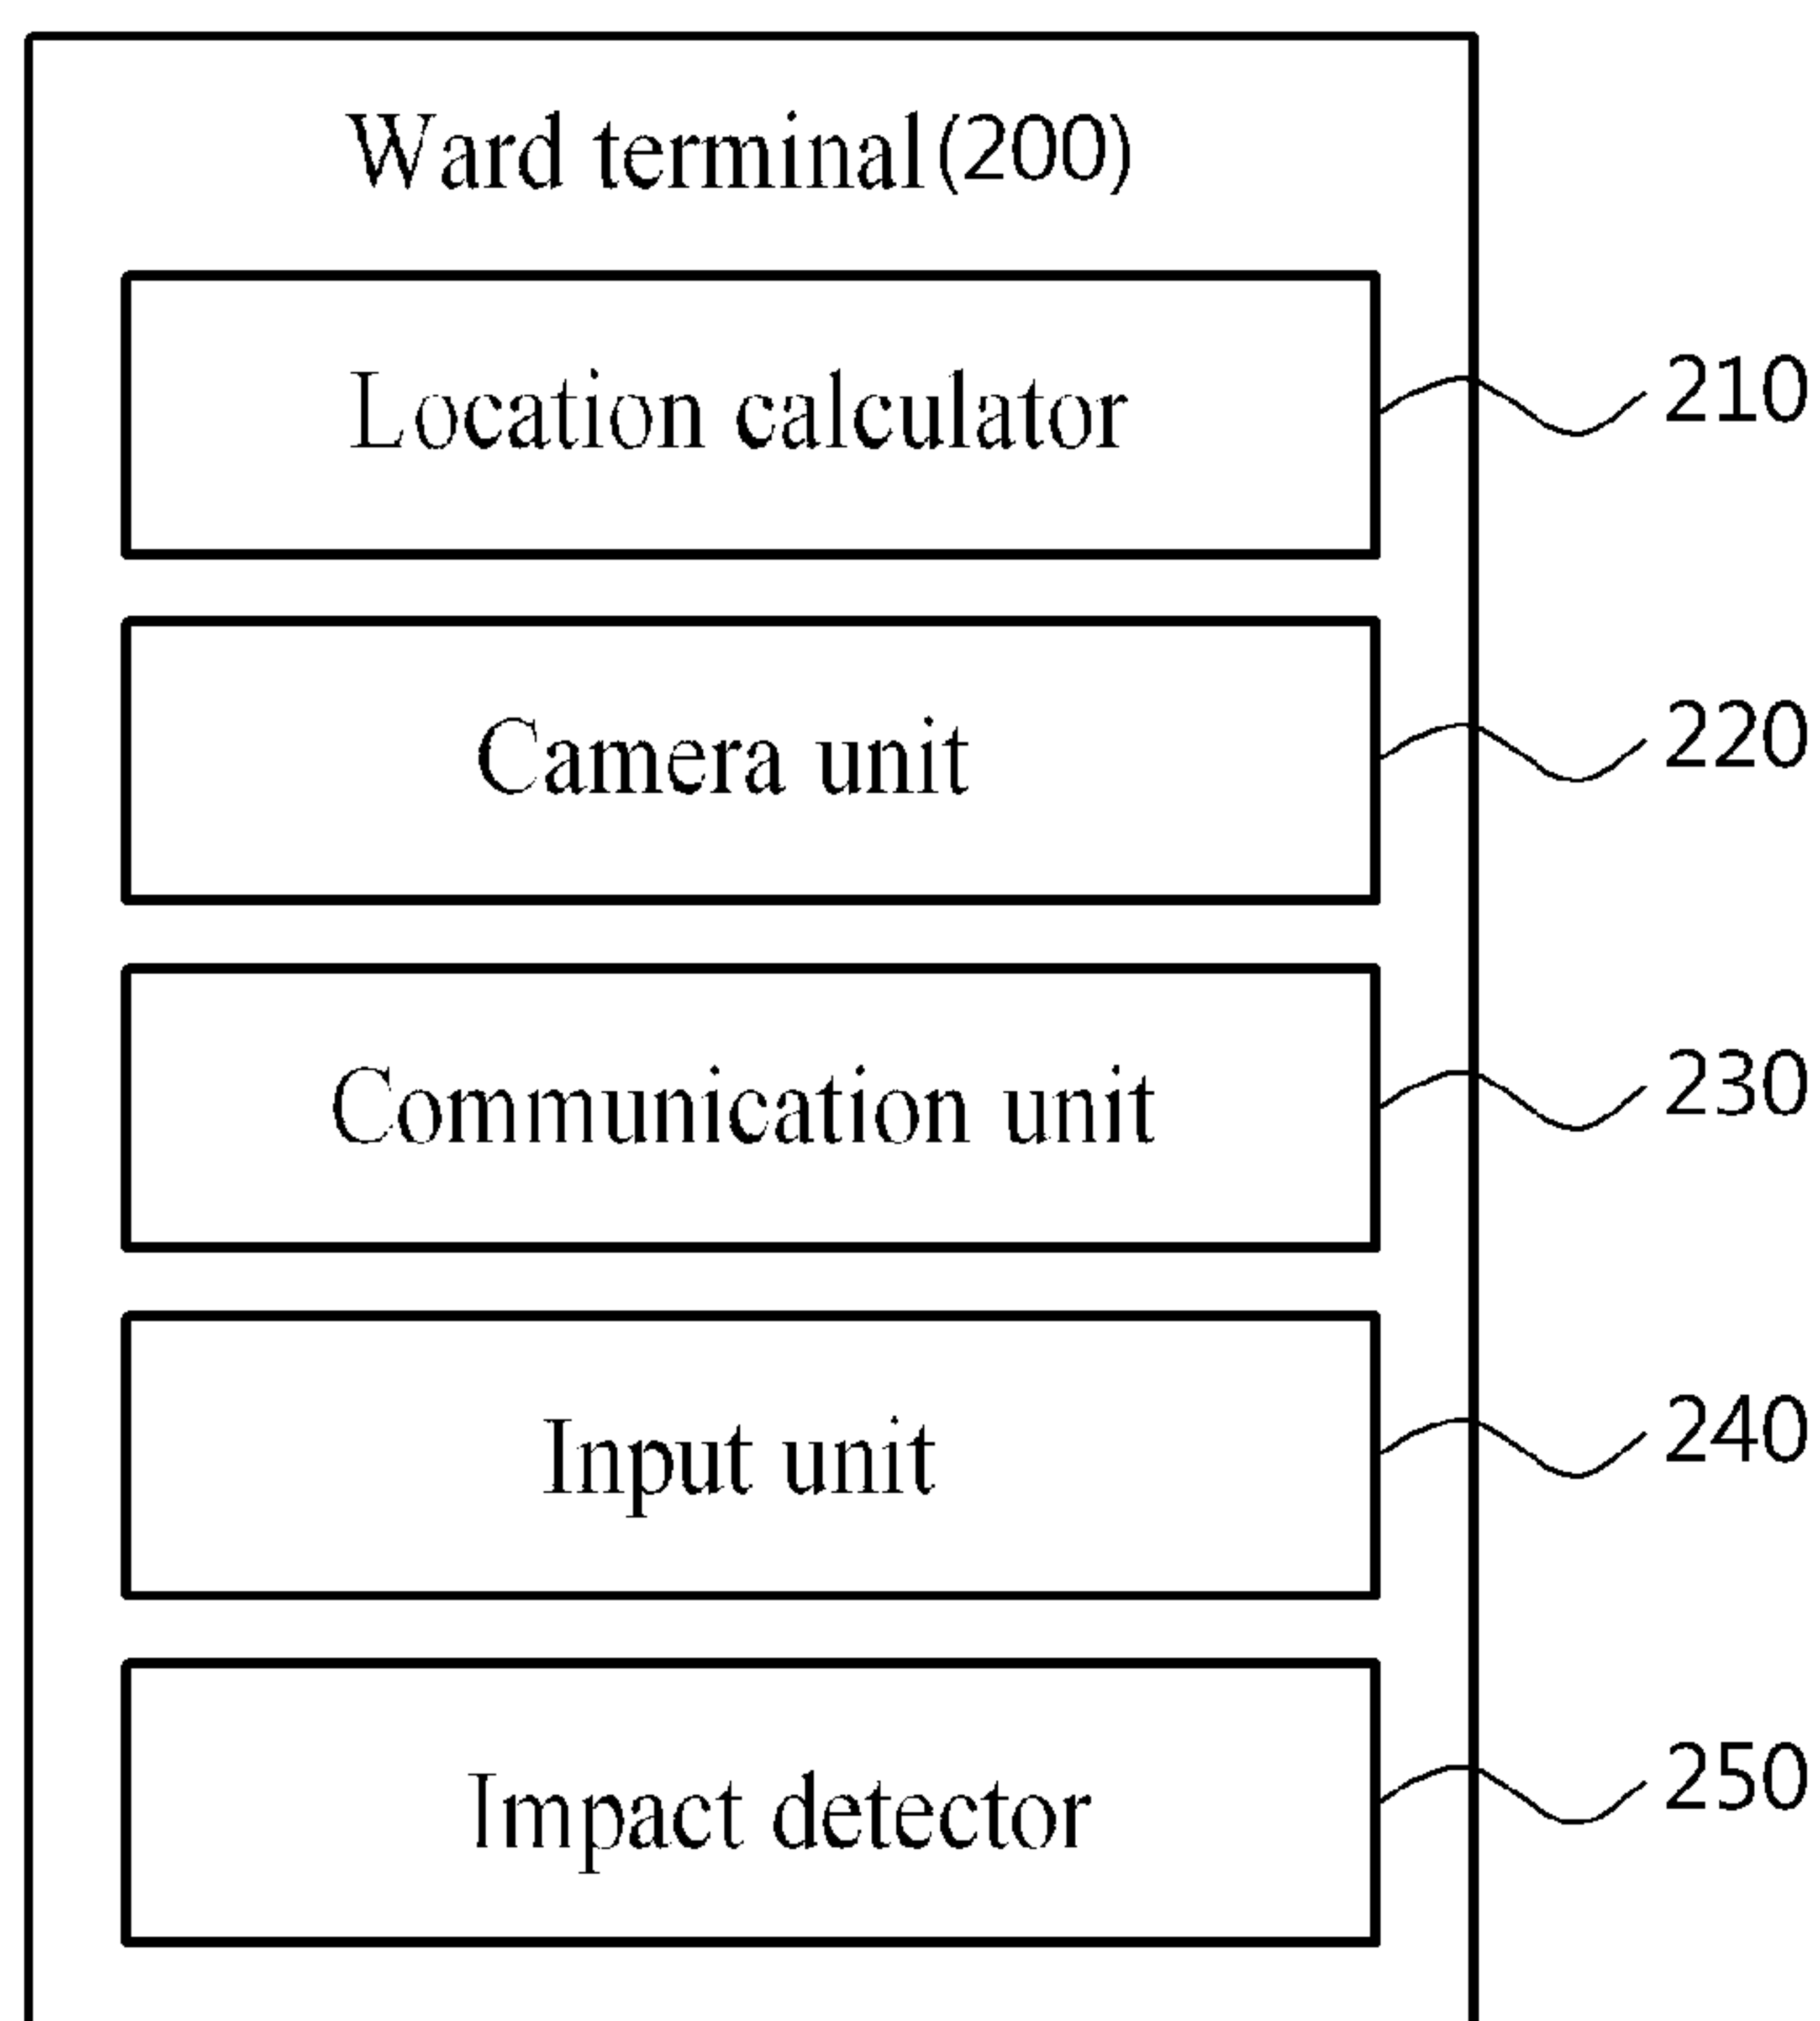 Ward terminal(200)
Location calculator
210
Camera unit
220
Communication unit
230
Input unit
240
Impact detector
250